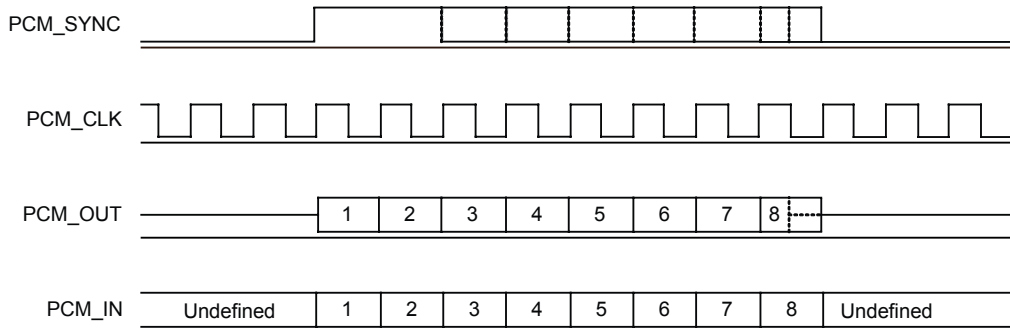 PCM_SYNC
PCM_CLK
PCM_OUT 1 2 3 4 5 6 7 8
PCM_IN Undefined 1 2 3 4 5 6 7 8 Undefined